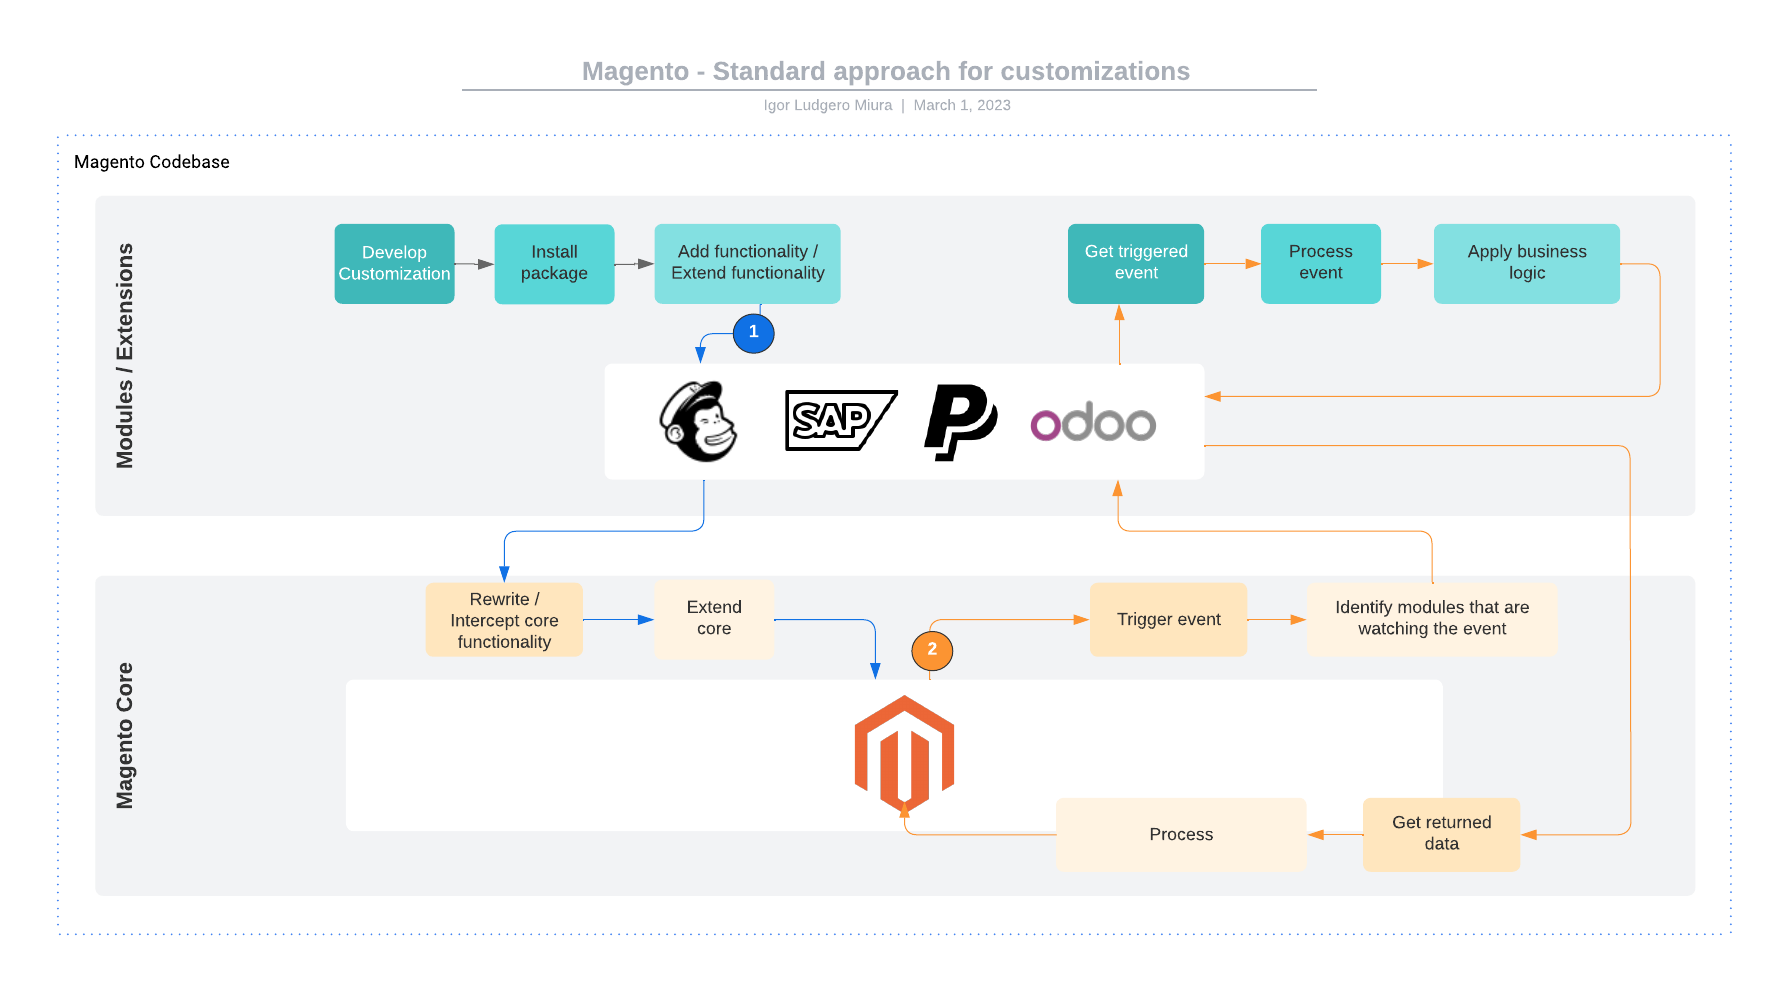 Magento - Standard approach for customizations
Igor Ludgero Miura | March 1, 2023
Magento Codebase
Modules / Extensions
Develop
Customization
Install
package
Add functionality /
Extend functionality
Get triggered
event
Process
event
Apply business
logic
1
SAP
P
odoo
Magento Core
Rewrite /
Intercept core
functionality
Extend
core
2
Trigger event
Identify modules that are
watching the event
Process
Get returned
data